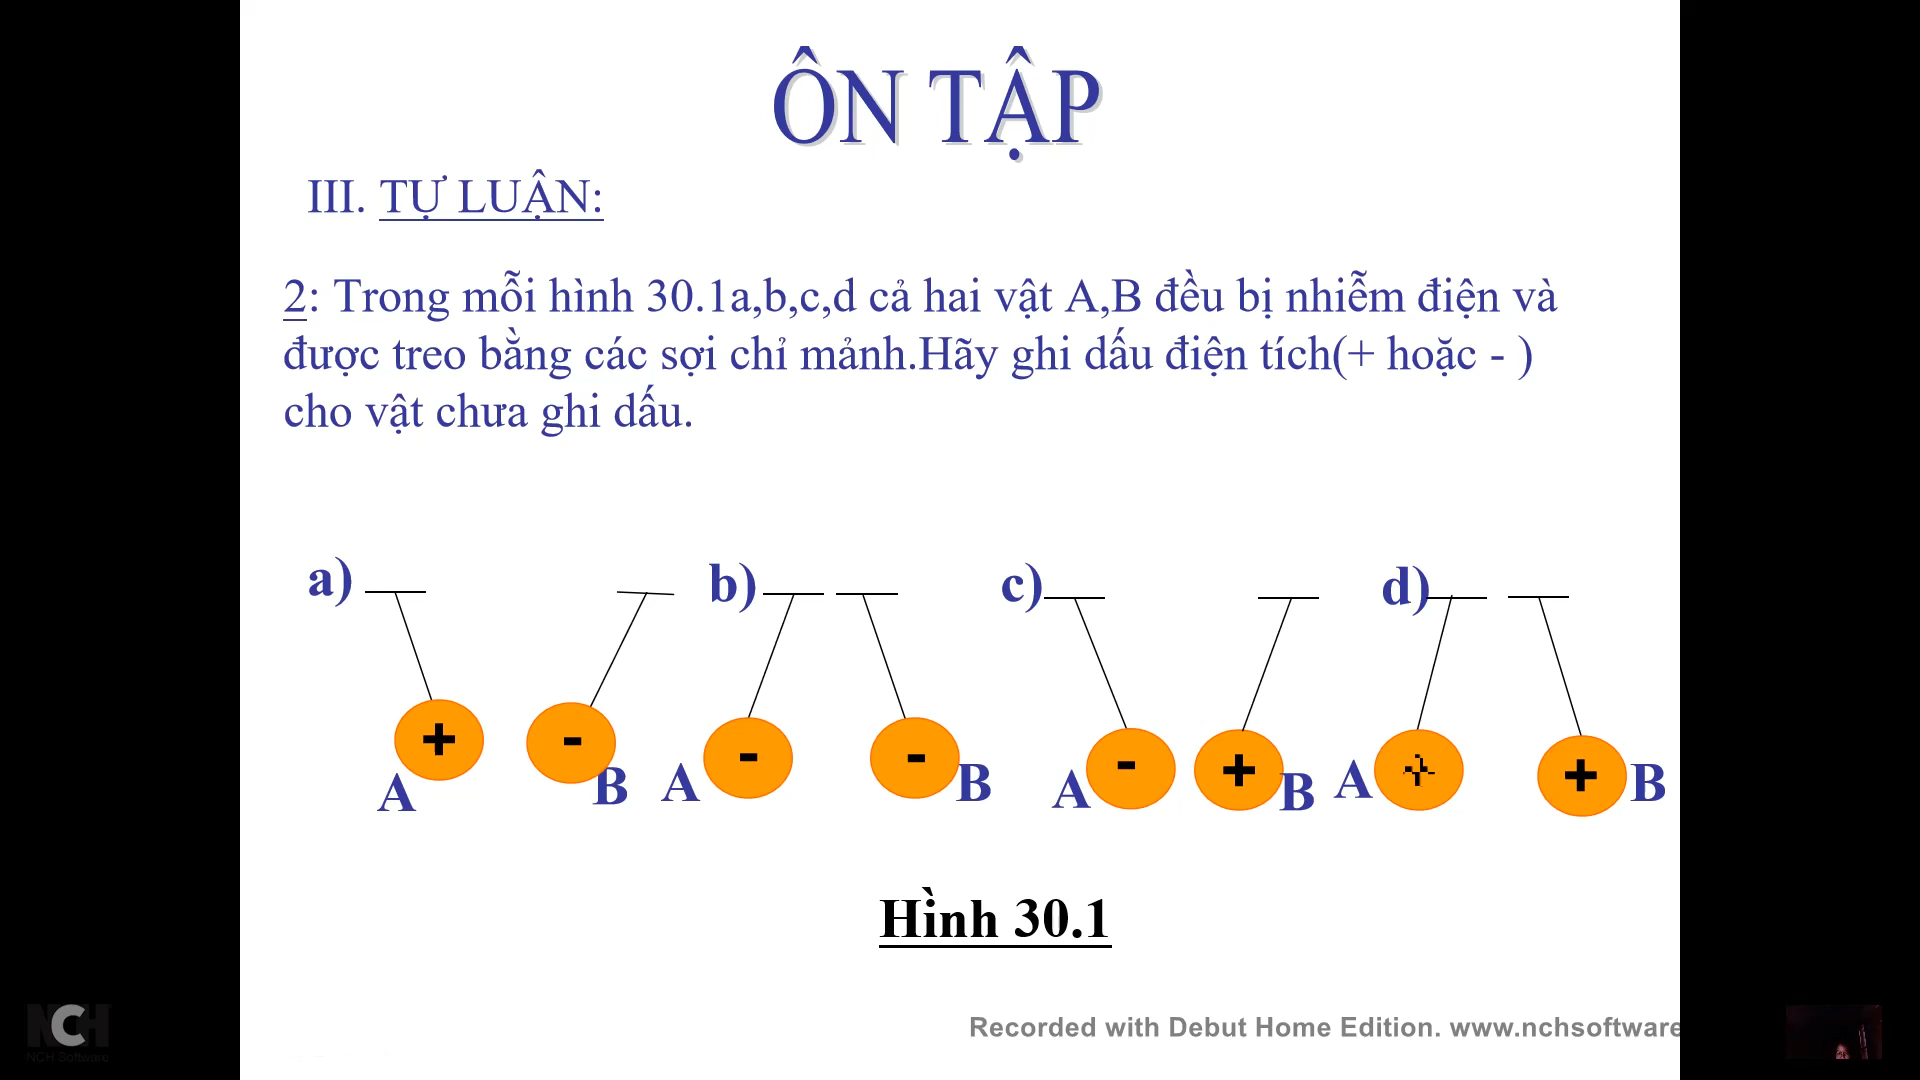 ÔN TẬP
III. TỰ LUẬN:
2: Trong mỗi hình 30.1a,b,c,d cả hai vật A,B đều bị nhiễm điện và
được treo bằng các sợi chỉ mảnh.Hãy ghi dấu điện tích(+ hoặc - )
cho vật chưa ghi dấu.
a) b) c) d)
+ - - - - + + +
A B A B A B A B
Hình 30.1
Recorded with Debut Home Edition. www.nchsoftware
NCH
NCH Software